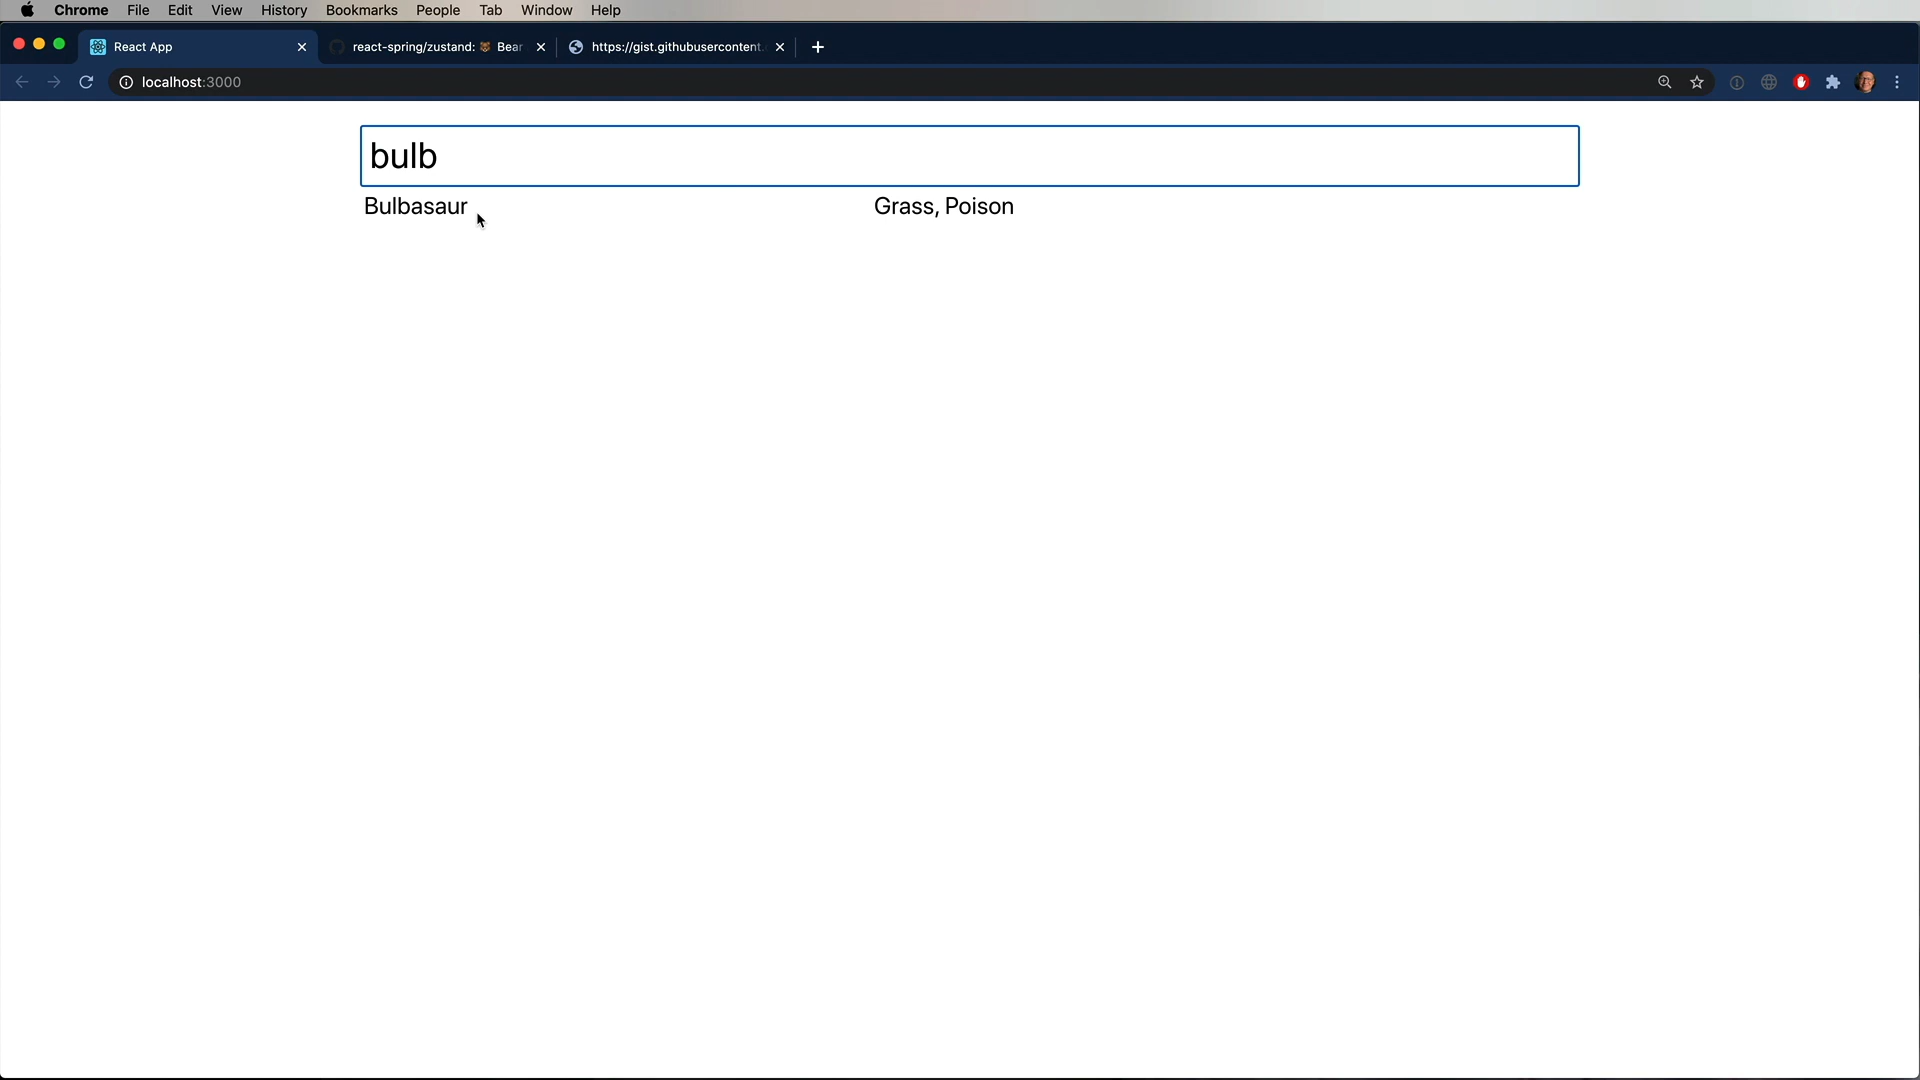 Chrome File Edit View History Bookmarks People Tab Window Help
React App react-spring/zustand: 🐻 Bear https://gist.githubusercontent.
localhost:3000
bulb
Bulbasaur Grass, Poison